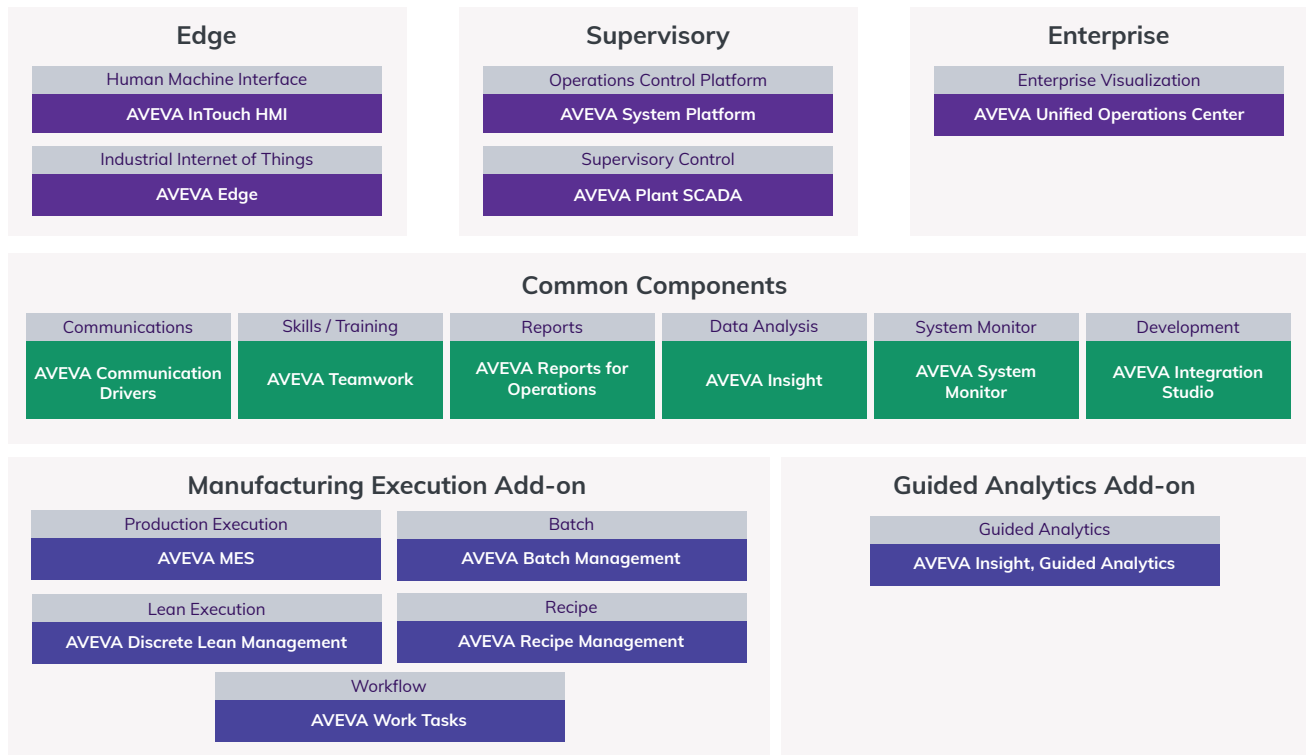 Edge
Human Machine Interface
AVEVA InTouch HMI
Industrial Internet of Things
AVEVA Edge
Supervisory
Operations Control Platform
AVEVA System Platform
Supervisory Control
AVEVA Plant SCADA
Enterprise
Enterprise Visualization
AVEVA Unified Operations Center
Common Components
Communications
AVEVA Communication
Drivers
Skills / Training
AVEVA Teamwork
Reports
AVEVA Reports for
Operations
Data Analysis
AVEVA Insight
System Monitor
AVEVA System
Monitor
Development
AVEVA Integration
Studio
Manufacturing Execution Add-on
Production Execution
AVEVA MES
Batch
AVEVA Batch Management
Lean Execution
AVEVA Discrete Lean Management
Recipe
AVEVA Recipe Management
Workflow
AVEVA Work Tasks
Guided Analytics Add-on
Guided Analytics
AVEVA Insight, Guided Analytics